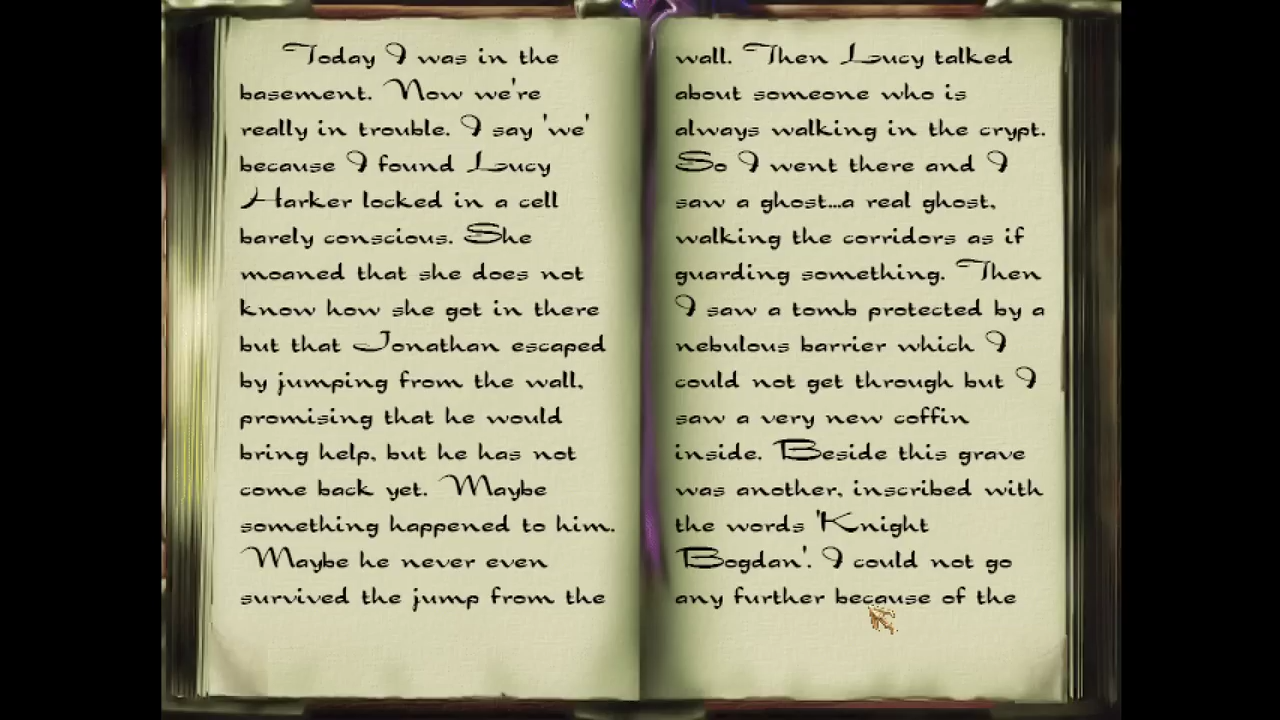 Today I was in the
basement. Now we're
really in trouble. I say 'we'
because I found Lucy
Harker locked in a cell
barely conscious. She
moaned that she does not
know how she got in there
but that Jonathan escaped
by jumping from the wall,
promising that he would
bring help, but he has not
come back yet. Maybe
something happened to him.
Maybe he never even
survived the jump from the
wall. Then Lucy talked
about someone who is
always walking in the crypt.
So I went there and I
saw a ghost...a real ghost,
walking the corridors as if
guarding something. Then
I saw a tomb protected by a
nebulous barrier which I
could not get through but I
saw a very new coffin
inside. Beside this grave
was another, inscribed with
the words 'Knight
Bogdan'. I could not go
any further because of the